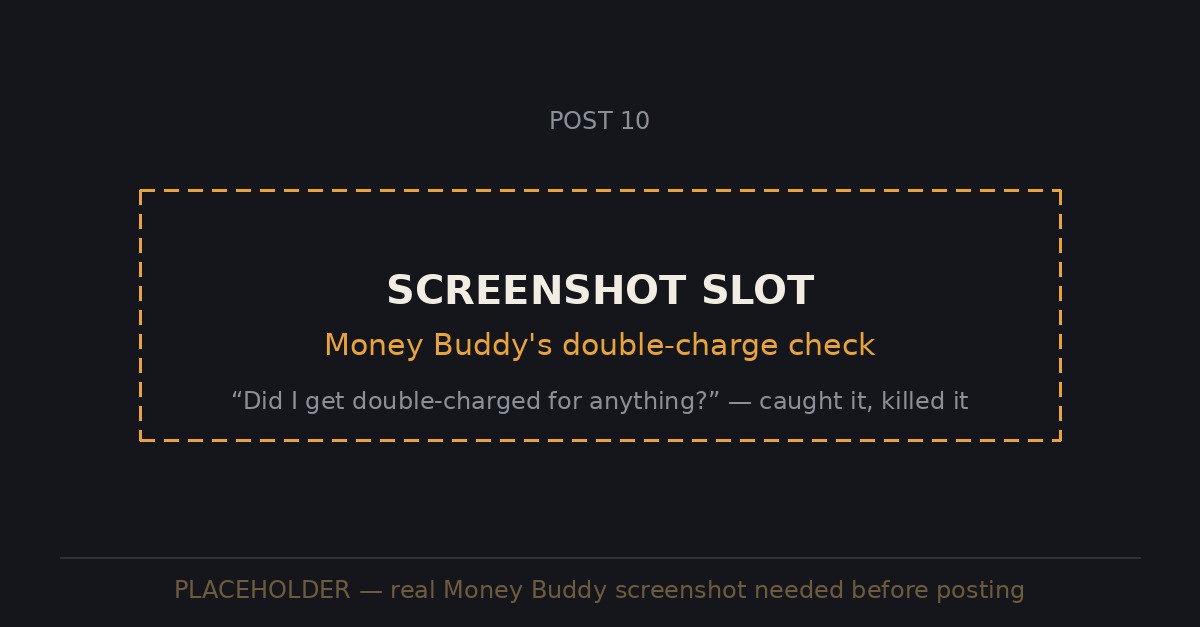 POST 10
SCREENSHOT SLOT
Money Buddy's double-charge check
“Did I get double-charged for anything?” — caught it, killed it
PLACEHOLDER — real Money Buddy screenshot needed before posting